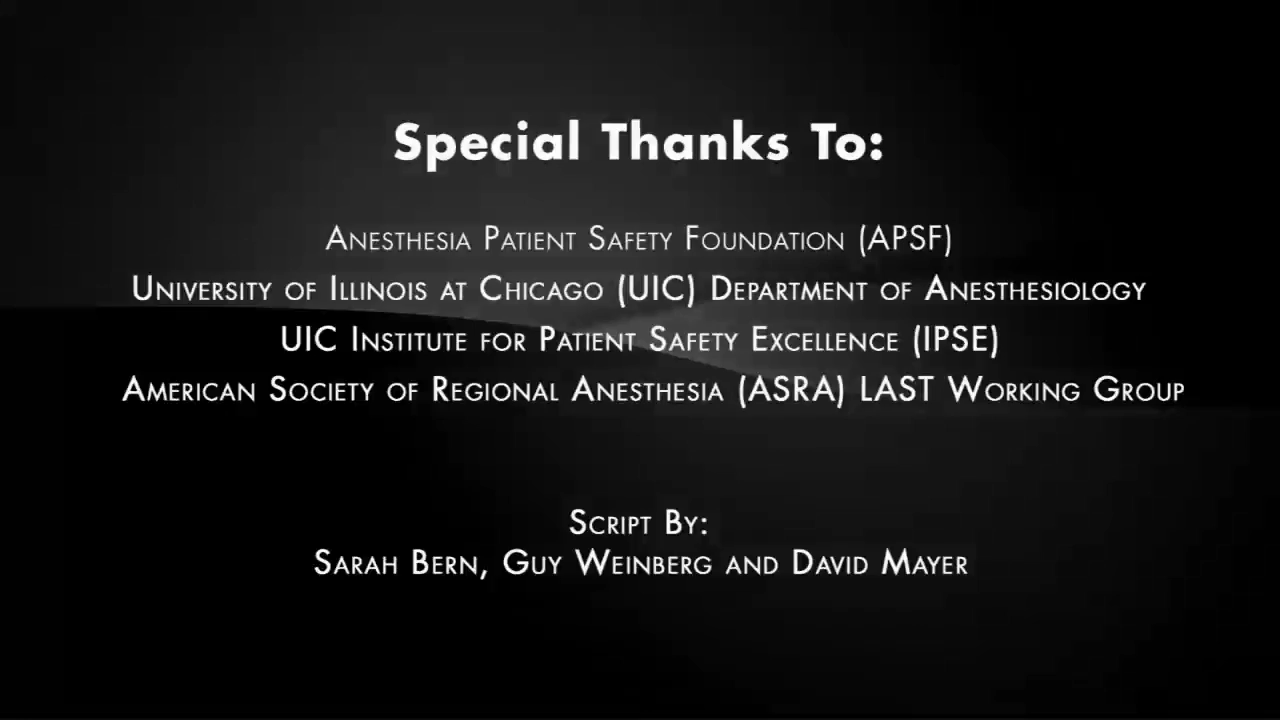 Special Thanks To:
Anesthesia Patient Safety Foundation (APSF)
University of Illinois at Chicago (UIC) Department of Anesthesiology
UIC Institute for Patient Safety Excellence (IPSE)
American Society of Regional Anesthesia (ASRA) LAST Working Group
Script By:
Sarah Bern, Guy Weinberg and David Mayer